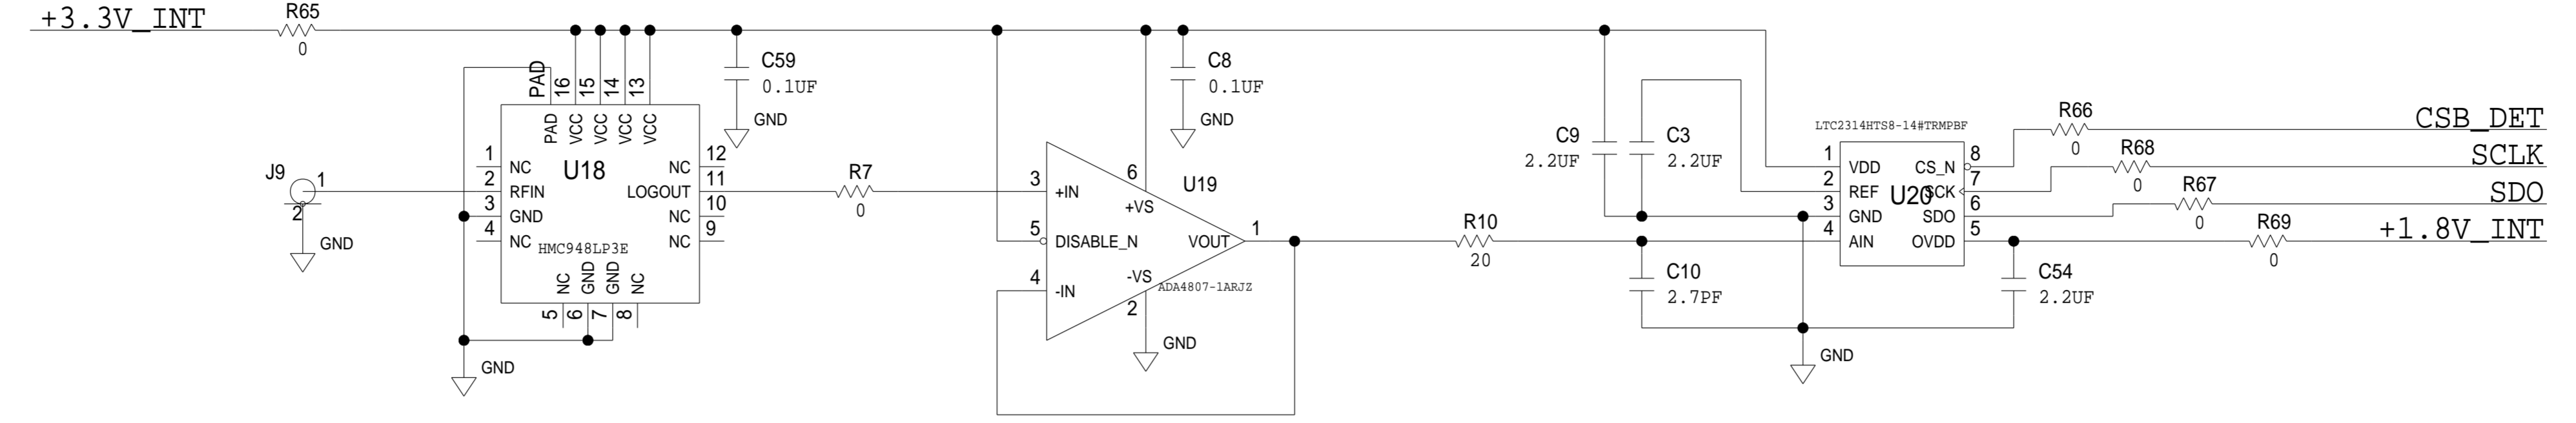 +3.3V_INT
R65
0
C59
0.1UF
GND
C8
0.1UF
GND
PAD
16
15
14
13
PAD
VCC
VCC
VCC
VCC
J9
1
2
GND
1
2
3
4
NC
RFIN
GND
NC
U18
HMC948LP3E
NC
LOGOUT
NC
NC
12
11
10
9
NC
GND
GND
NC
5
6
7
8
GND
R7
0
3
5
4
+IN
DISABLE_N
-IN
6
+VS
U19
VOUT
1
-VS
2
ADA4807-1ARJZ
GND
R10
20
C9
2.2UF
C3
2.2UF
C10
2.7PF
LTC2314HTS8-14#TRMPBF
1
2
3
4
VDD
REF
GND
AIN
U20
CS_N
SCK
SDO
OVDD
8
7
6
5
GND
C54
2.2UF
R66
0
CSB_DET
R68
0
SCLK
R67
0
SDO
R69
0
+1.8V_INT